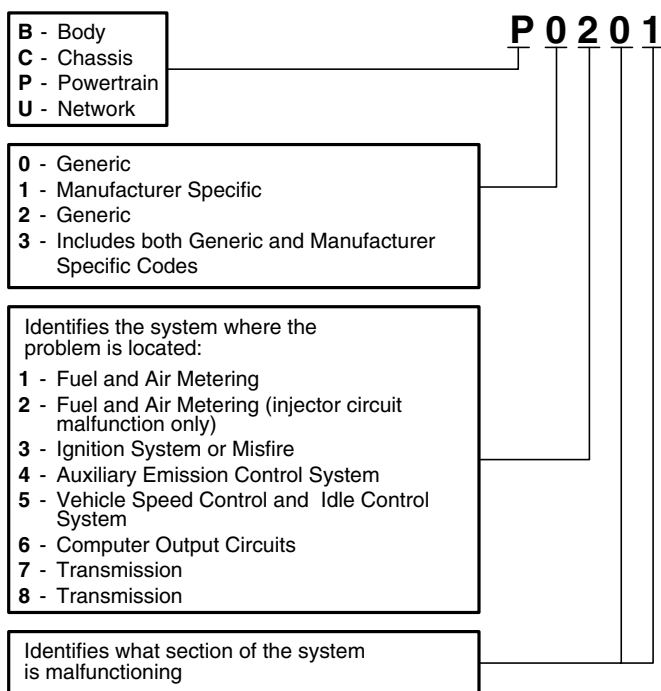 P 0 2 0 1
B - Body
C - Chassis
P - Powertrain
U - Network
0 - Generic
1 - Manufacturer Specific
2 - Generic
3 - Includes both Generic and Manufacturer
Specific Codes
Identifies the system where the
problem is located:
1 - Fuel and Air Metering
2 - Fuel and Air Metering (injector circuit
malfunction only)
3 - Ignition System or Misfire
4 - Auxiliary Emission Control System
5 - Vehicle Speed Control and Idle Control
System
6 - Computer Output Circuits
7 - Transmission
8 - Transmission
Identifies what section of the system
is malfunctioning